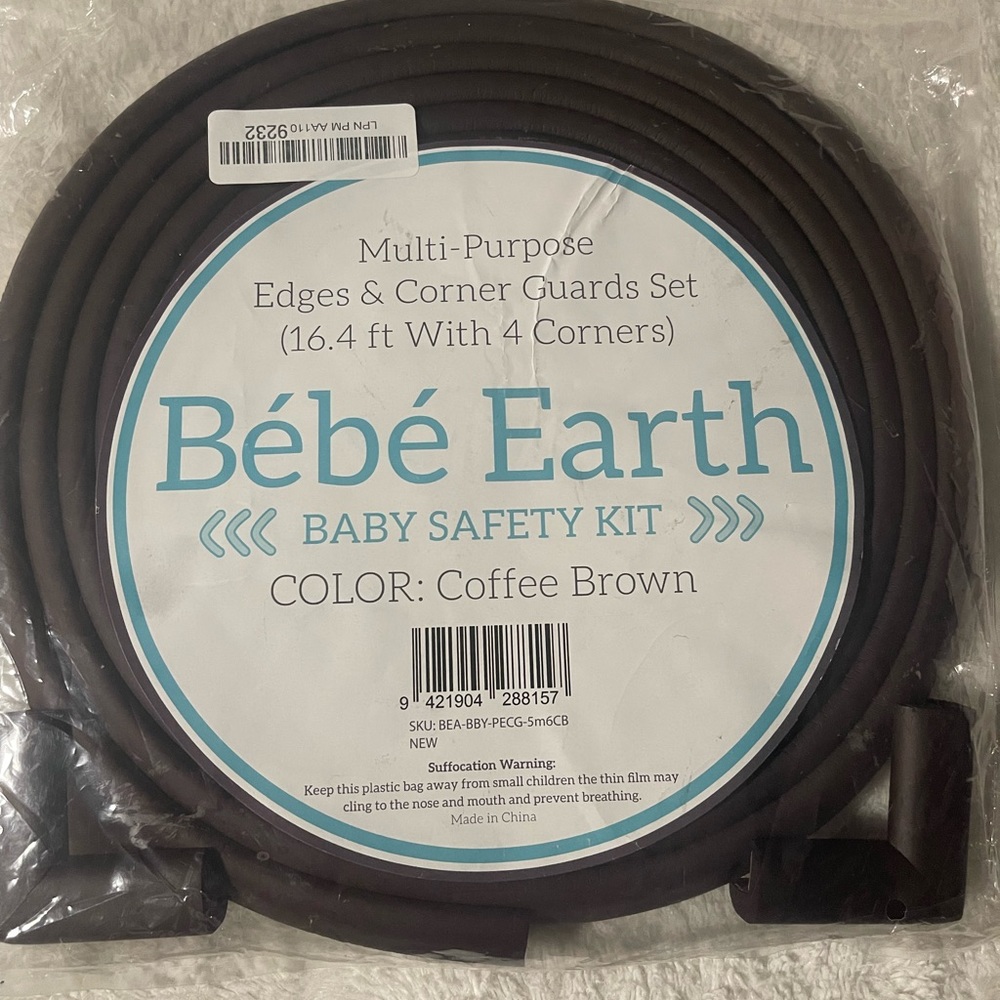 LPN PM AA110 9232
Multi-Purpose
Edges & Corner Guards Set
(16.4 ft With 4 Corners)
Bébé Earth
BABY SAFETY KIT
COLOR: Coffee Brown
9 421904 288157
SKU: BEA-BBY-PECG-5m6CB
NEW
Suffocation Warning:
Keep this plastic bag away from small children the thin film may
cling to the nose and mouth and prevent breathing.
Made in China